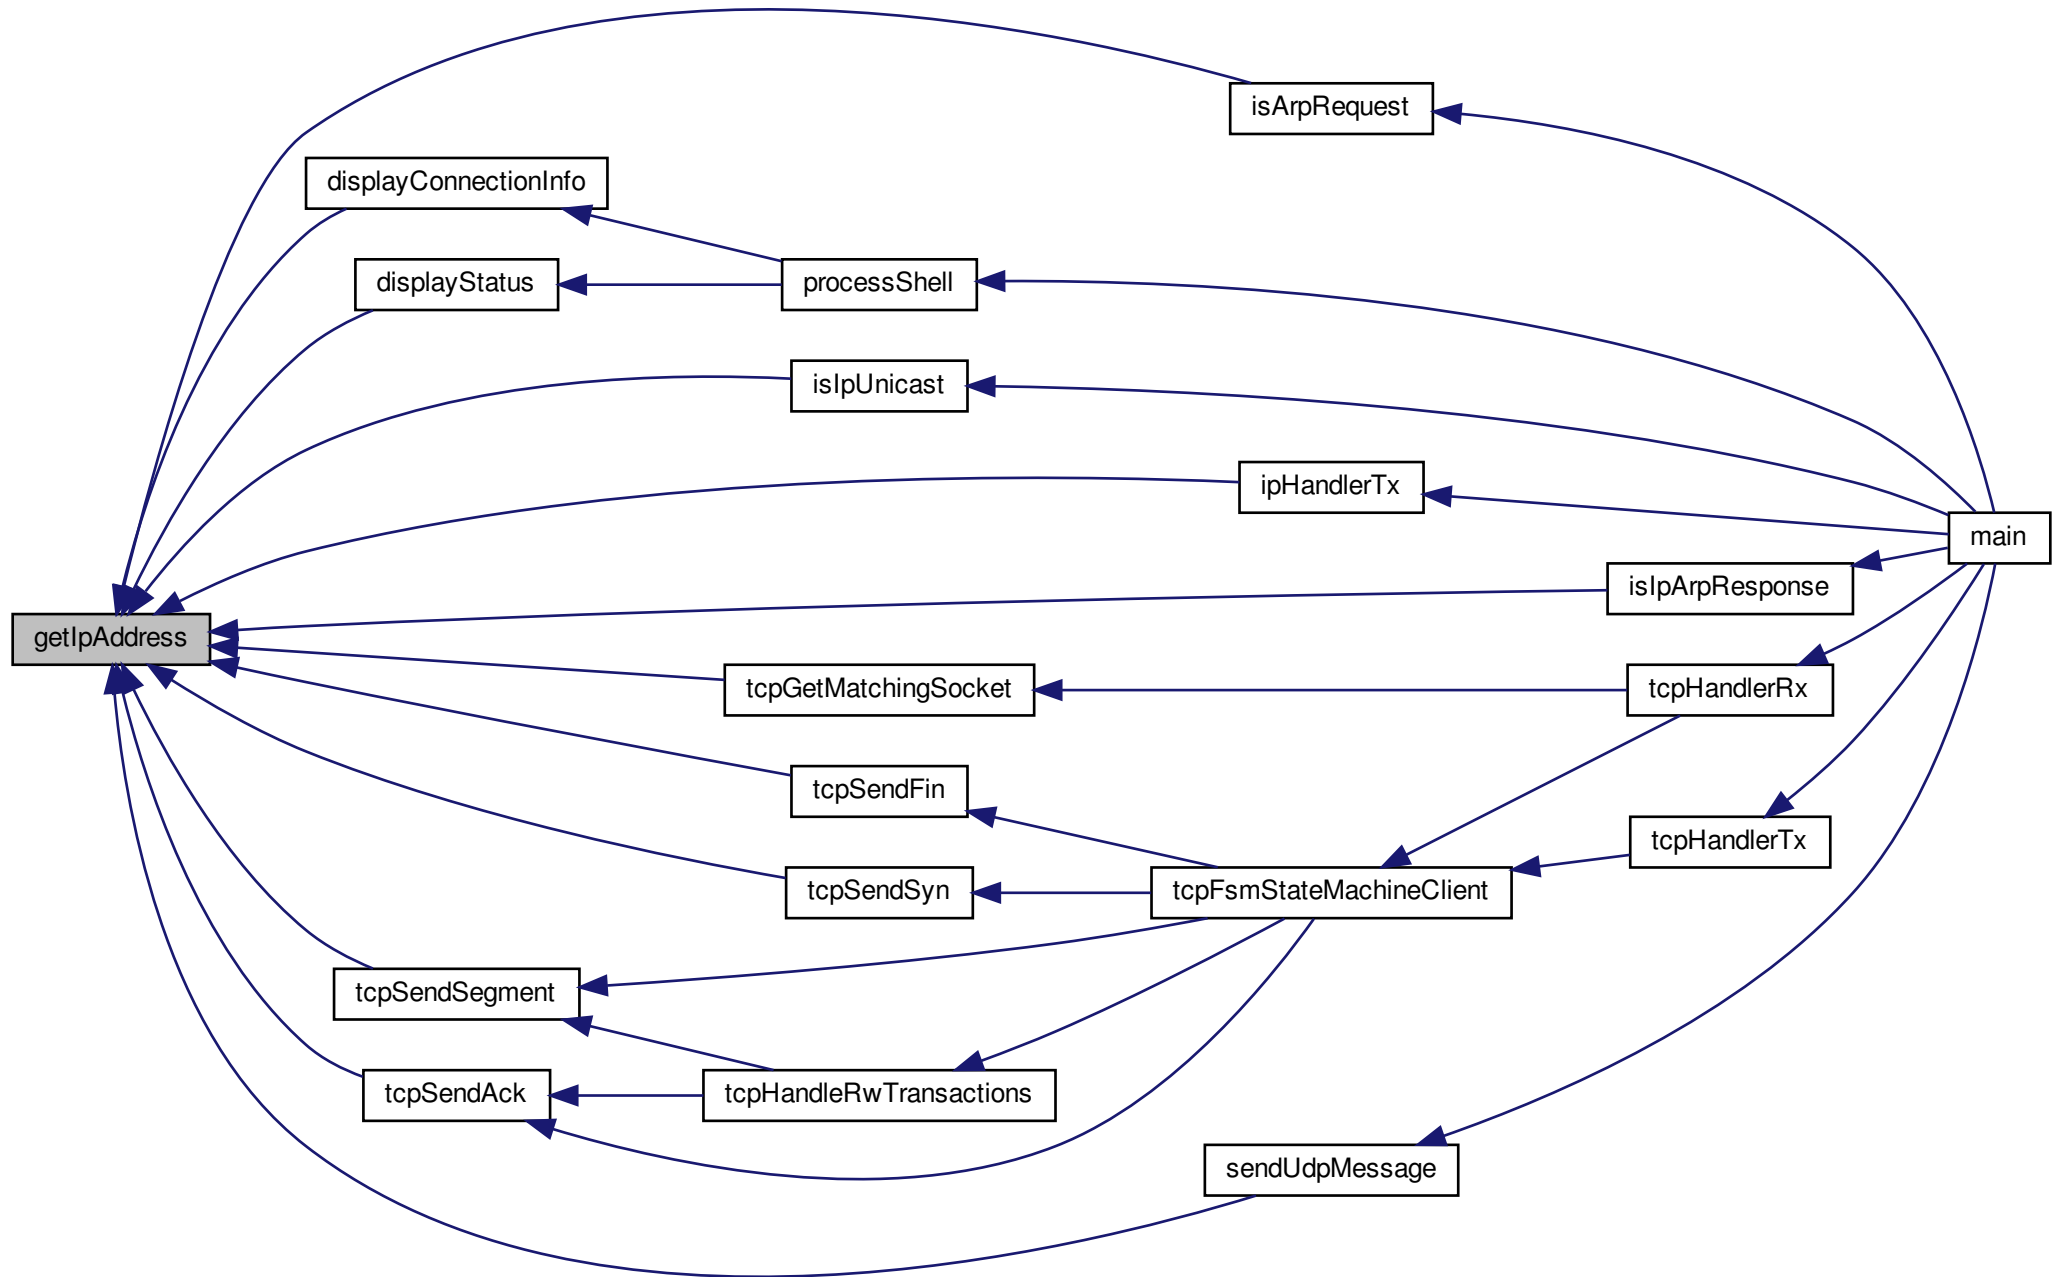 isArpRequest
displayConnectionInfo
displayStatus
processShell
isIpUnicast
ipHandlerTx
main
isIpArpResponse
getIpAddress
tcpGetMatchingSocket
tcpHandlerRx
tcpSendFin
tcpHandlerTx
tcpSendSyn
tcpFsmStateMachineClient
tcpSendSegment
tcpSendAck
tcpHandleRwTransactions
sendUdpMessage